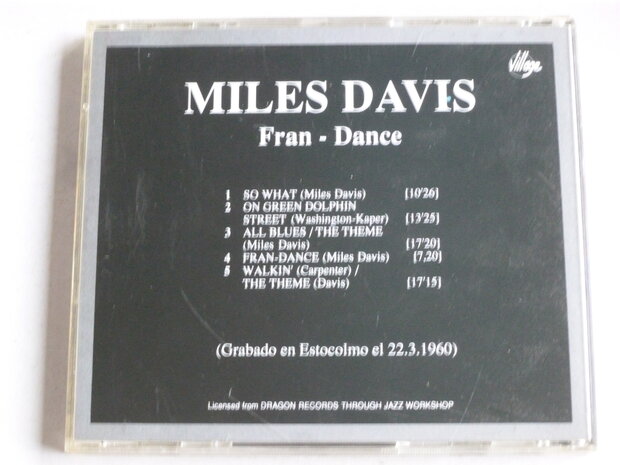 Village
MILES DAVIS
Fran - Dance
1 SO WHAT (Miles Davis) [10'26]
2 ON GREEN DOLPHIN
STREET (Washington-Kaper) [13'25]
3 ALL BLUES / THE THEME
(Miles Davis) [17'20]
4 FRAN-DANCE (Miles Davis) [7,20]
5 WALKIN' (Carpenter) /
THE THEME (Davis) [17'15]
(Grabado en Estocolmo el 22.3.1960)
Licensed from DRAGON RECORDS THROUGH JAZZ WORKSHOP